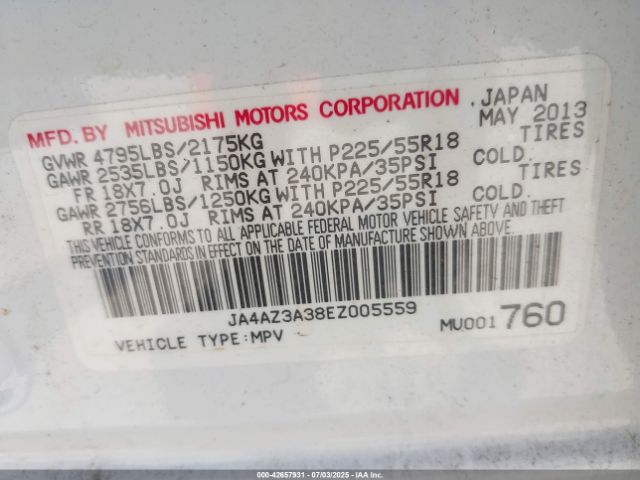 MFD. BY MITSUBISHI MOTORS CORPORATION. JAPAN
GVWR 4795LBS/2175KG MAY 2013
GAWR 2535LBS/1150KG WITH P225/55R18 TIRES
FR 18X7.0J RIMS AT 240KPA/35PSI COLD.
GAWR 2756LBS/1250KG WITH P225/55R18 TIRES
RR 18X7.0J RIMS AT 240KPA/35PSI COLD.
THIS VEHICLE CONFORMS TO ALL APPLICABLE FEDERAL MOTOR VEHICLE SAFETY AND THEFT
PREVENTION STANDARDS IN EFFECT ON THE DATE OF MANUFACTURE SHOWN ABOVE.
JA4AZ3A38EZ005559
VEHICLE TYPE:MPV MU001760
000-42657931 - 07/03/2025 - COPYRIGHT IAA, LLC.